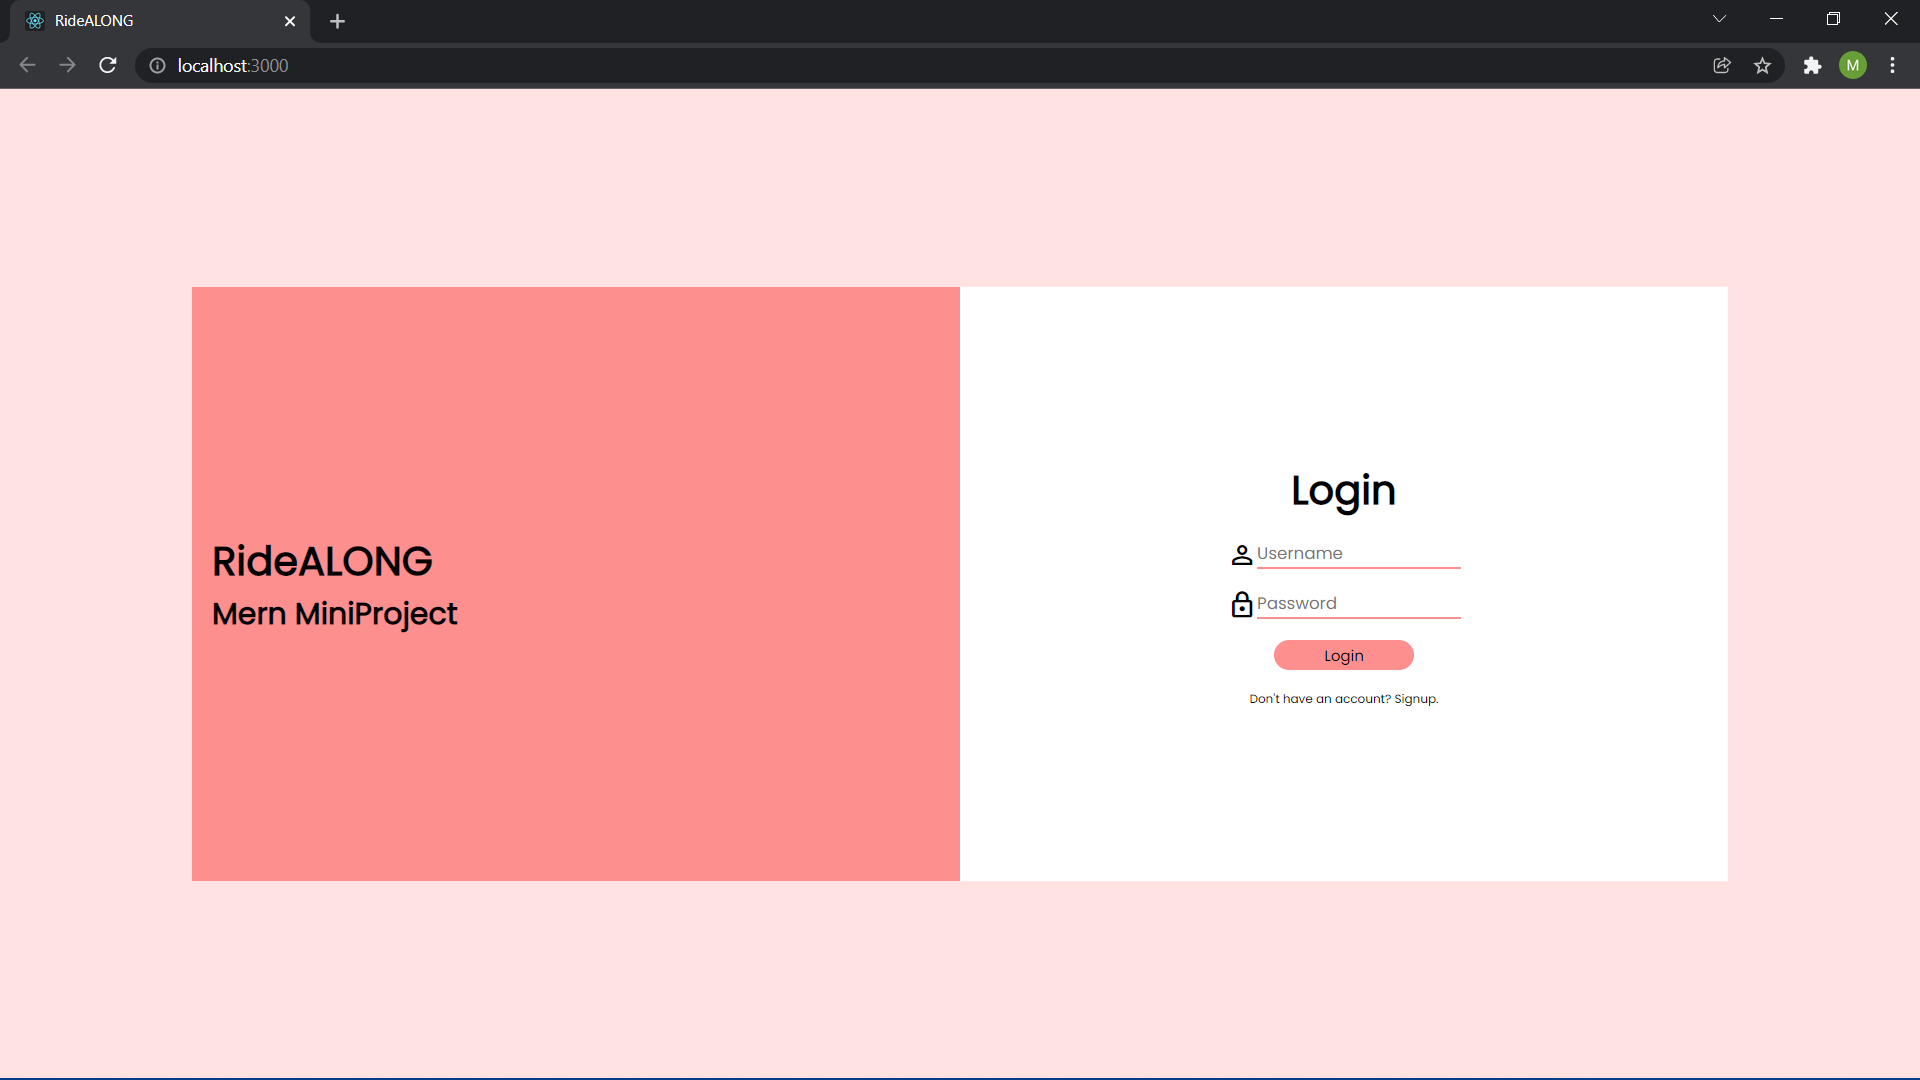 RideALONG
localhost:3000
M
RideALONG
Mern MiniProject
Login
Username
Password
Login
Don't have an account? Signup.